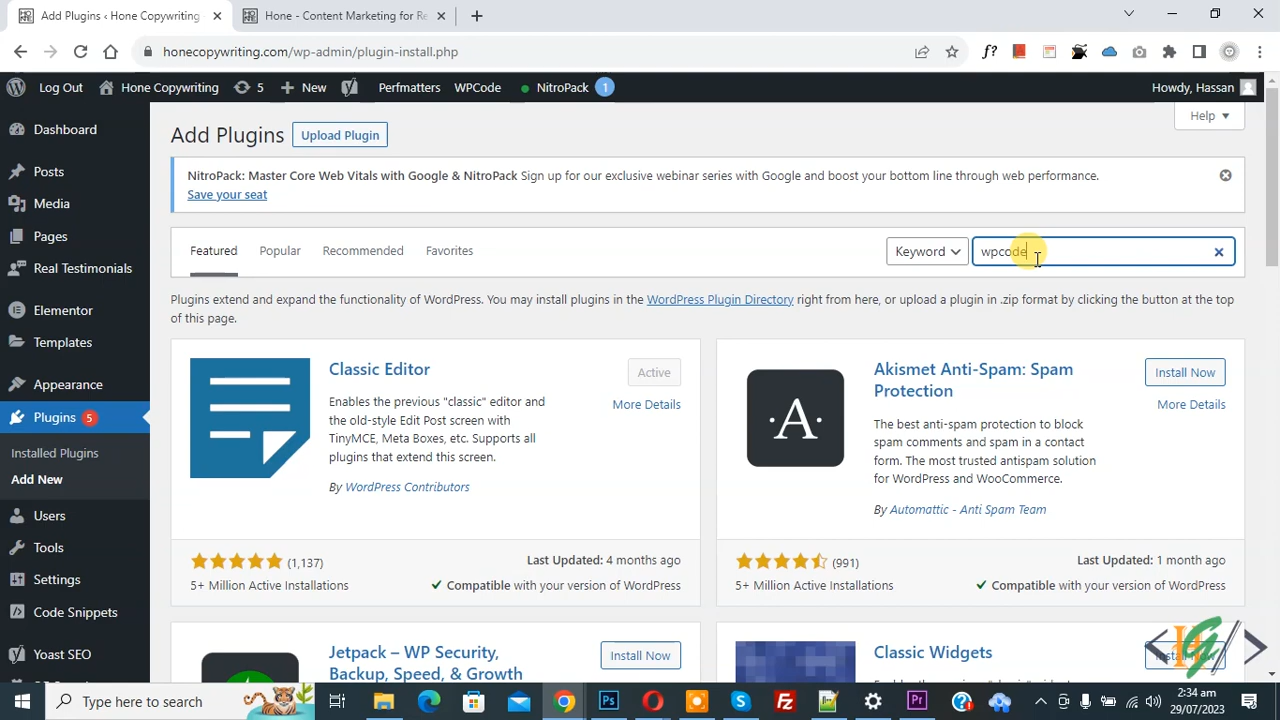 Add Plugins ‹ Hone Copywriting
Hone - Content Marketing for Re
honecopywriting.com/wp-admin/plugin-install.php
f?
Log Out
Hone Copywriting
5
New
Perfmatters
WPCode
NitroPack 1
Howdy, Hassan
Dashboard
Posts
Media
Pages
Real Testimonials
Elementor
Templates
Appearance
Plugins 5
Installed Plugins
Add New
Users
Tools
Settings
Code Snippets
Yoast SEO
Help
Add Plugins
Upload Plugin
NitroPack: Master Core Web Vitals with Google & NitroPack Sign up for our exclusive webinar series with Google and boost your bottom line through web performance.
Save your seat
Featured
Popular
Recommended
Favorites
Keyword
wpcode
Plugins extend and expand the functionality of WordPress. You may install plugins in the WordPress Plugin Directory right from here, or upload a plugin in .zip format by clicking the button at the top
of this page.
Classic Editor
Active
More Details
Enables the previous "classic" editor and
the old-style Edit Post screen with
TinyMCE, Meta Boxes, etc. Supports all
plugins that extend this screen.
By WordPress Contributors
(1,137)
Last Updated: 4 months ago
5+ Million Active Installations
Compatible with your version of WordPress
Akismet Anti-Spam: Spam
Protection
Install Now
More Details
·A·
The best anti-spam protection to block
spam comments and spam in a contact
form. The most trusted antispam solution
for WordPress and WooCommerce.
By Automattic - Anti Spam Team
(991)
Last Updated: 1 month ago
5+ Million Active Installations
Compatible with your version of WordPress
Jetpack – WP Security,
Backup, Speed, & Growth
Install Now
Classic Widgets
Type here to search
Ps
Fz
Pr
2:34 am
29/07/2023